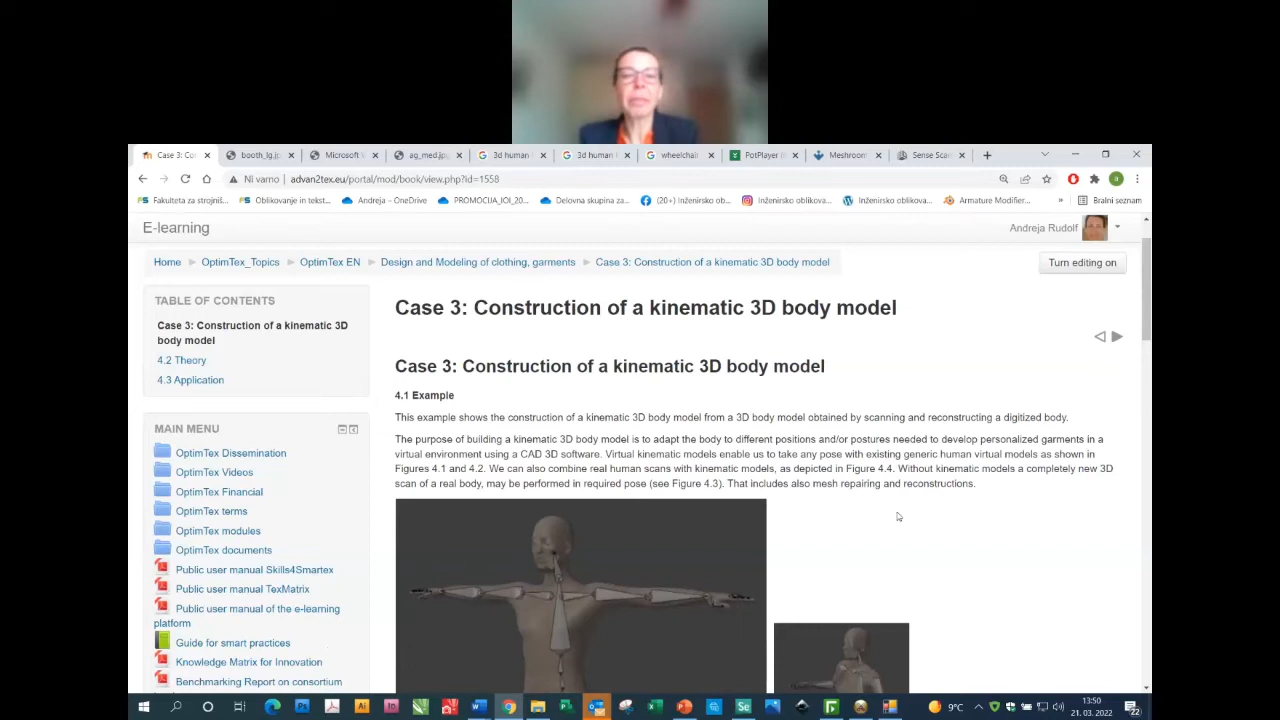 Case 3: Co
booth_lg.jp
Microsoft
ag_med.jp
3d human
3d human
wheelchair
PotPlayer
Meshroom
Sense Sca
Ni varno | advan2tex.eu/portal/mod/book/view.php?id=1558
Fakulteta za strojniš...
Oblikovanje in tekst...
Andreja – OneDrive
PROMOCIJA_IOI_20...
Delovna skupina za...
(20+) Inženirsko ob...
Inženirsko oblikova...
Inženirsko oblikova...
Armature Modifier...
»
Bralni seznam
E-learning
Andreja Rudolf
Home
OptimTex_Topics
OptimTex EN
Design and Modeling of clothing, garments
Case 3: Construction of a kinematic 3D body model
Turn editing on
TABLE OF CONTENTS
Case 3: Construction of a kinematic 3D
body model
4.2 Theory
4.3 Application
MAIN MENU
OptimTex Dissemination
OptimTex Videos
OptimTex Financial
OptimTex terms
OptimTex modules
OptimTex documents
Public user manual Skills4Smartex
Public user manual TexMatrix
Public user manual of the e-learning
platform
Guide for smart practices
Knowledge Matrix for Innovation
Benchmarking Report on consortium
Case 3: Construction of a kinematic 3D body model
Case 3: Construction of a kinematic 3D body model
4.1 Example
This example shows the construction of a kinematic 3D body model from a 3D body model obtained by scanning and reconstructing a digitized body.
The purpose of building a kinematic 3D body model is to adapt the body to different positions and/or postures needed to develop personalized garments in a
virtual environment using a CAD 3D software. Virtual kinematic models enable us to take any pose with existing generic human virtual models as shown in
Figures 4.1 and 4.2. We can also combine real human scans with kinematic models, as depicted in Figure 4.4. Without kinematic models a completely new 3D
scan of a real body, may be performed in required pose (see Figure 4.3). That includes also mesh repairing and reconstructions.
9°C
13:50
21. 03. 2022
22